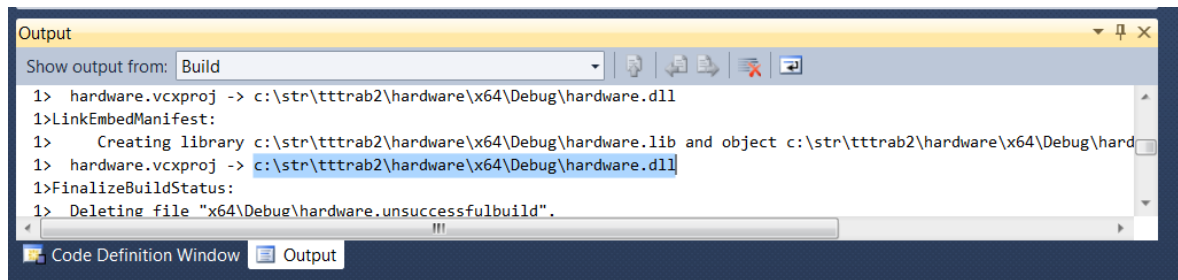 Output
Show output from: Build
1>  hardware.vcxproj -> c:\str\tttrab2\hardware\x64\Debug\hardware.dll
1>LinkEmbedManifest:
1>     Creating library c:\str\tttrab2\hardware\x64\Debug\hardware.lib and object c:\str\tttrab2\hardware\x64\Debug\hard
1>  hardware.vcxproj -> c:\str\tttrab2\hardware\x64\Debug\hardware.dll
1>FinalizeBuildStatus:
1>  Deleting file "x64\Debug\hardware.unsuccessfulbuild".
Code Definition Window Output